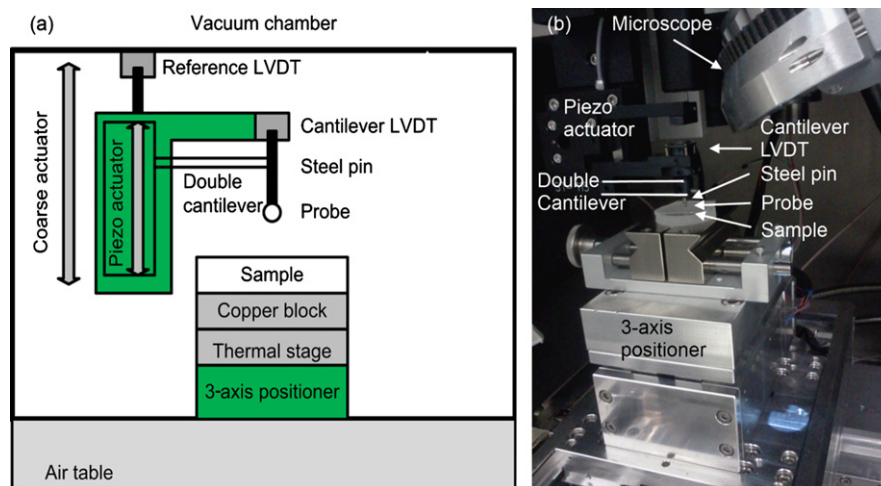 (a)
Vacuum chamber
Reference LVDT
Coarse actuator
Piezo actuator
Cantilever LVDT
Double
cantilever
Steel pin
Probe
Sample
Copper block
Thermal stage
3-axis positioner
Air table
(b)
Microscope
Piezo
actuator
Cantilever
LVDT
Double
Cantilever
Steel pin
Probe
Sample
3-axis
positioner